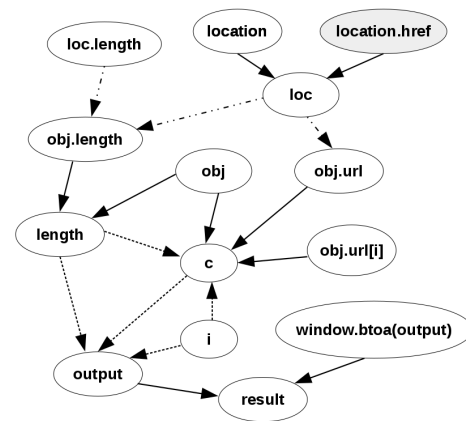 location
location.href
loc.length
loc
obj.length
obj
obj.url
length
obj.url[i]
c
i
window.btoa(output)
output
result